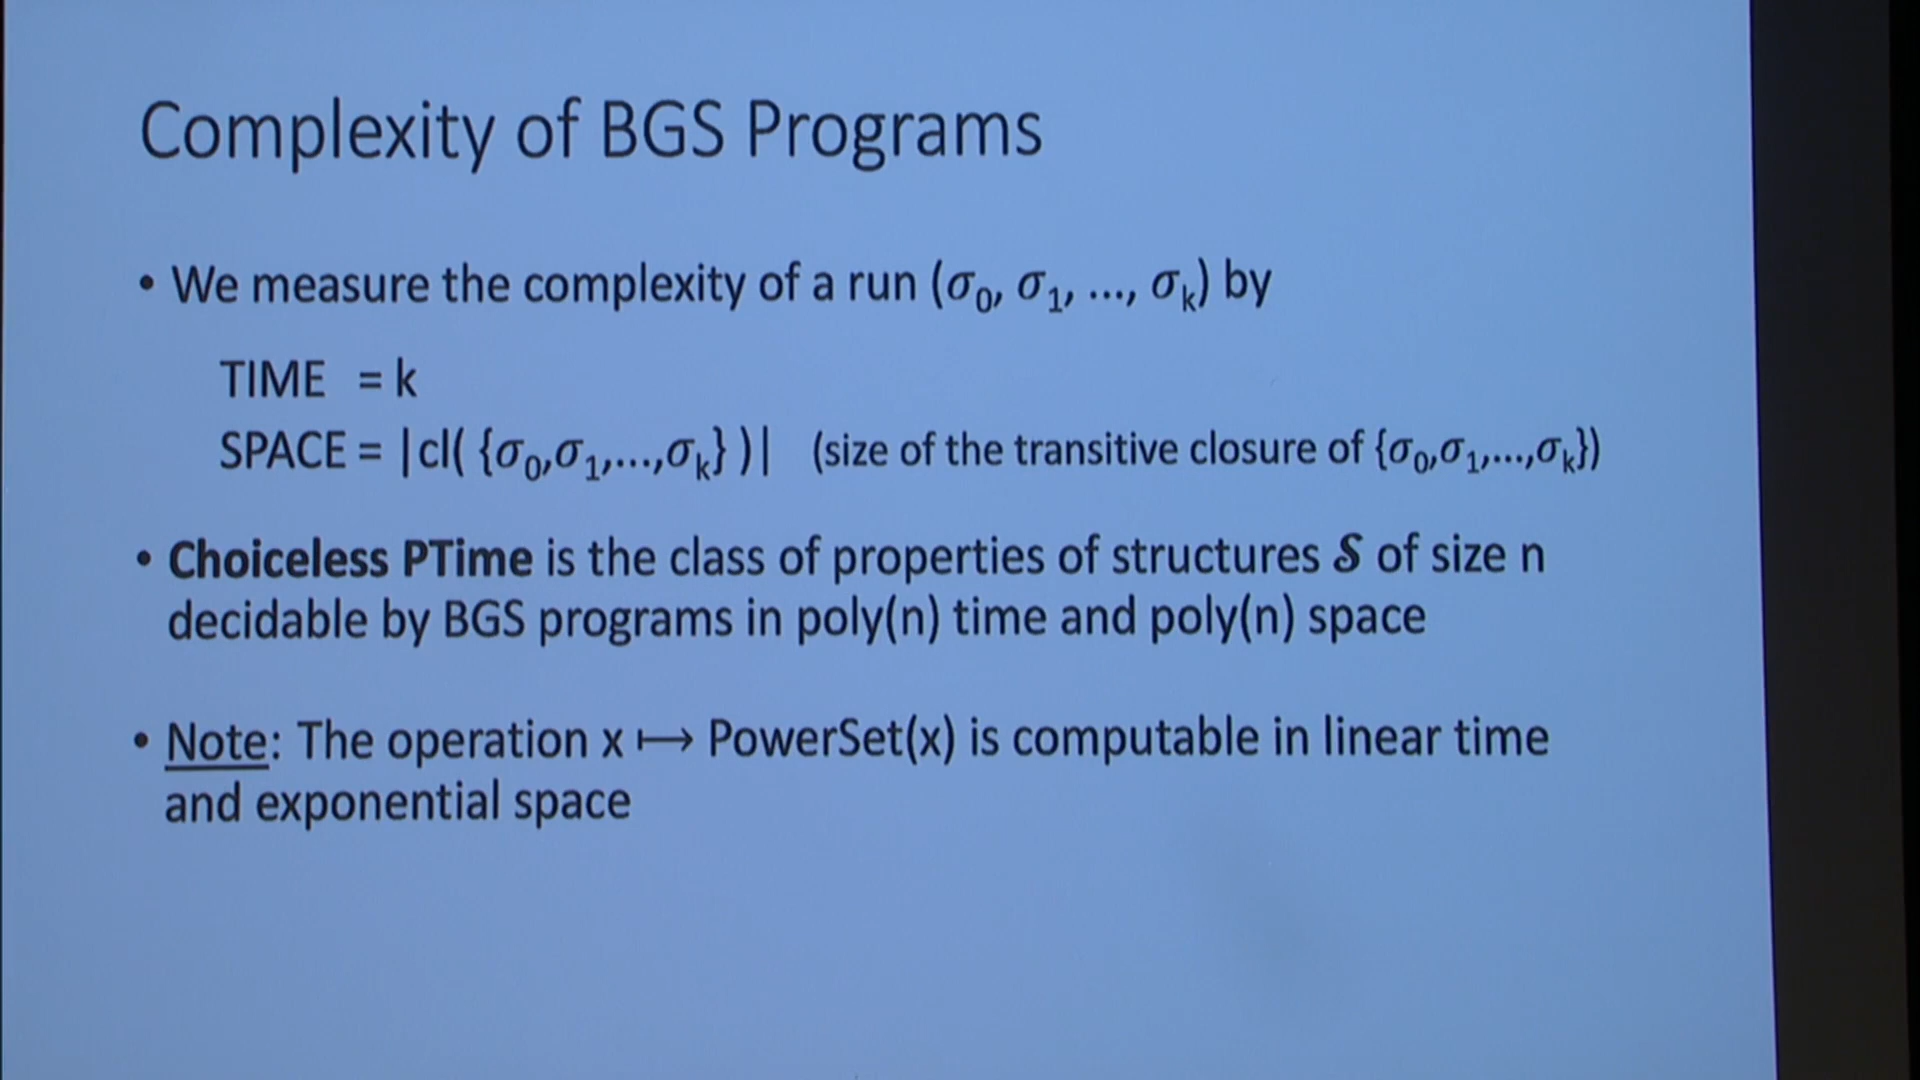 Complexity of BGS Programs
• We measure the complexity of a run (σ₀, σ₁, ..., σₖ) by
TIME = k
SPACE = |cl( {σ₀,σ₁,...,σₖ} )| (size of the transitive closure of {σ₀,σ₁,...,σₖ})
• Choiceless PTime is the class of properties of structures 𝓢 of size n
decidable by BGS programs in poly(n) time and poly(n) space
• Note: The operation x ⟼ PowerSet(x) is computable in linear time
and exponential space